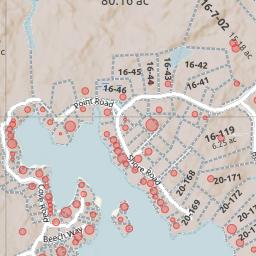 80.16 ac
16-7-02
15.18 ac
16-45
16-44
16-43
16-42
16-41
16-46
Point Road
16-119
6.25 ac
Shore Road
20-168
20-171
20-172
20-169
Cove Road
Beech Way